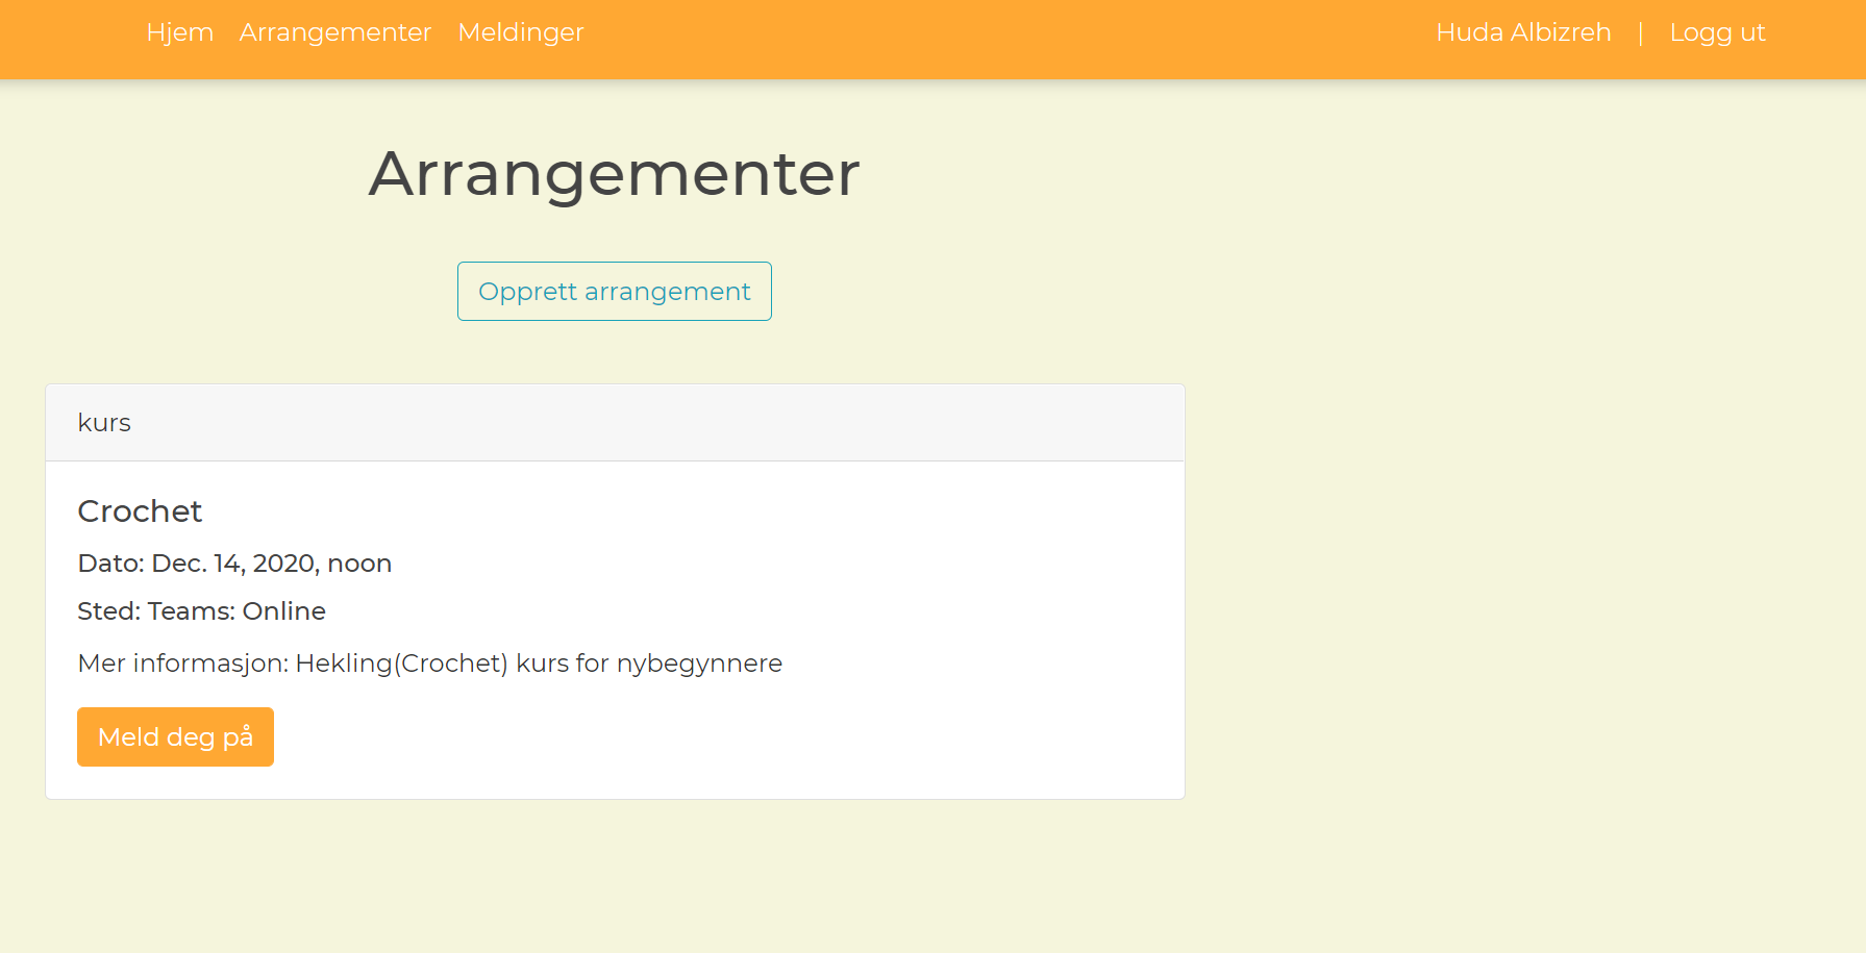 Hjem Arrangementer Meldinger Huda Albizreh | Logg ut
Arrangementer
Opprett arrangement
kurs
Crochet
Dato: Dec. 14, 2020, noon
Sted: Teams: Online
Mer informasjon: Hekling(Crochet) kurs for nybegynnere
Meld deg på